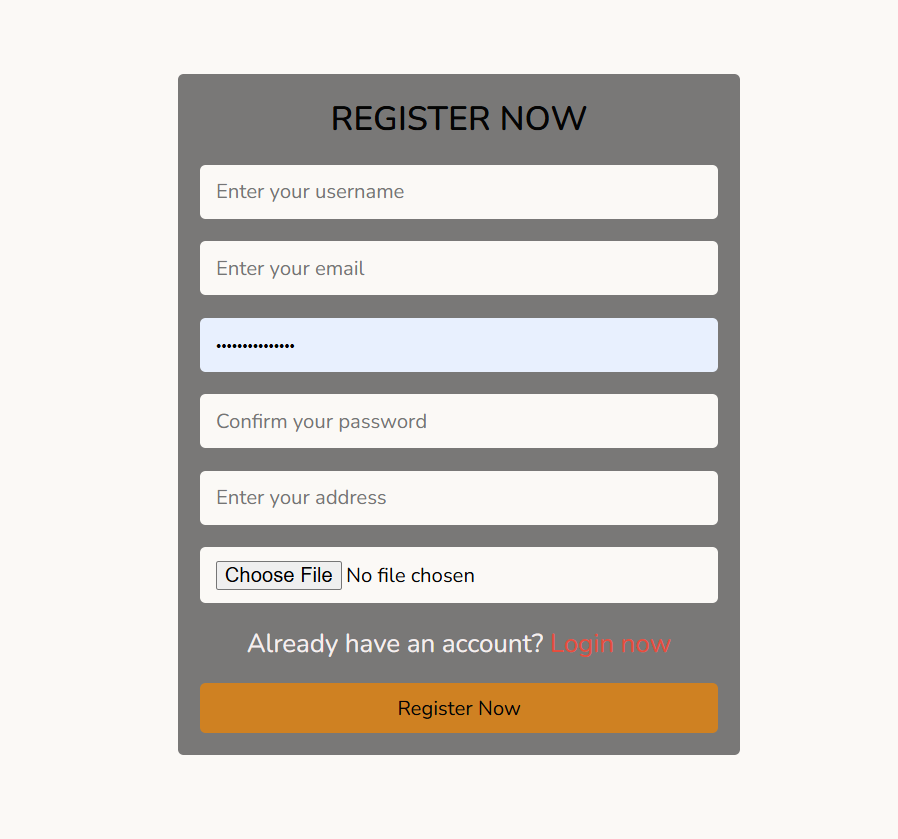 REGISTER NOW
Enter your username
Enter your email
•••••••••••••••
Confirm your password
Enter your address
Choose File No file chosen
Already have an account? Login now
Register Now